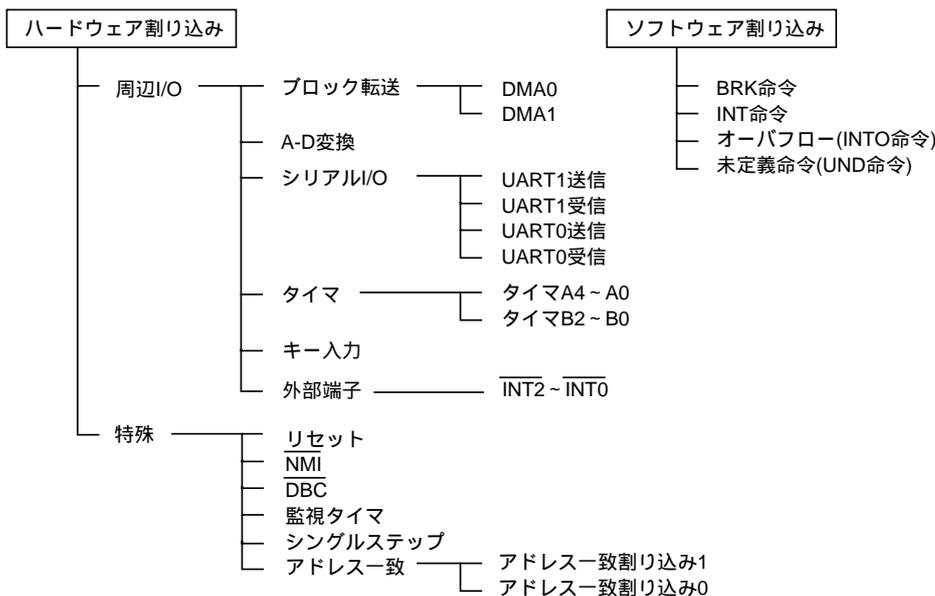 ハードウェア割り込み
周辺I/O
ブロック転送
DMA0
DMA1
A-D変換
シリアルI/O
UART1送信
UART1受信
UART0送信
UART0受信
タイマ
タイマA4~A0
タイマB2~B0
キー入力
外部端子
INT2~INT0
特殊
リセット
NMI
DBC
監視タイマ
シングルステップ
アドレス一致
アドレス一致割り込み1
アドレス一致割り込み0
ソフトウェア割り込み
BRK命令
INT命令
オーバフロー(INTO命令)
未定義命令(UND命令)